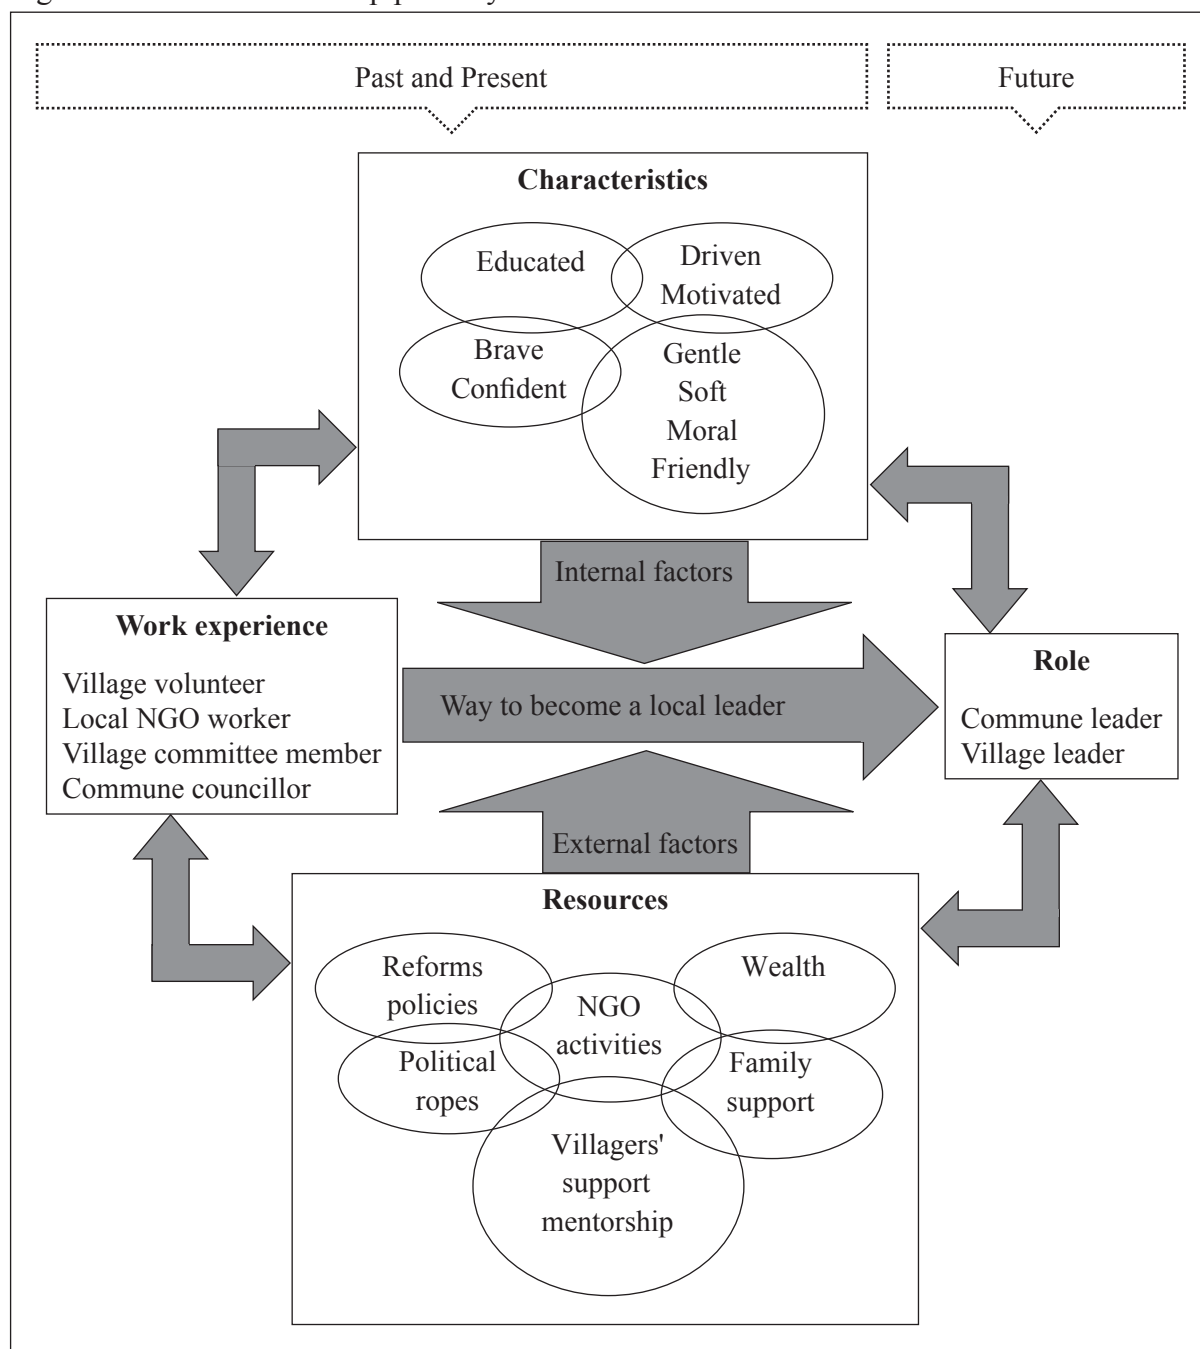 Past and Present
Future
Characteristics
Educated
Driven
Motivated
Brave
Confident
Gentle
Soft
Moral
Friendly
Internal factors
Work experience
Village volunteer
Local NGO worker
Village committee member
Commune councillor
Way to become a local leader
Role
Commune leader
Village leader
External factors
Resources
Reforms
policies
NGO
activities
Wealth
Political
ropes
Family
support
Villagers'
support
mentorship